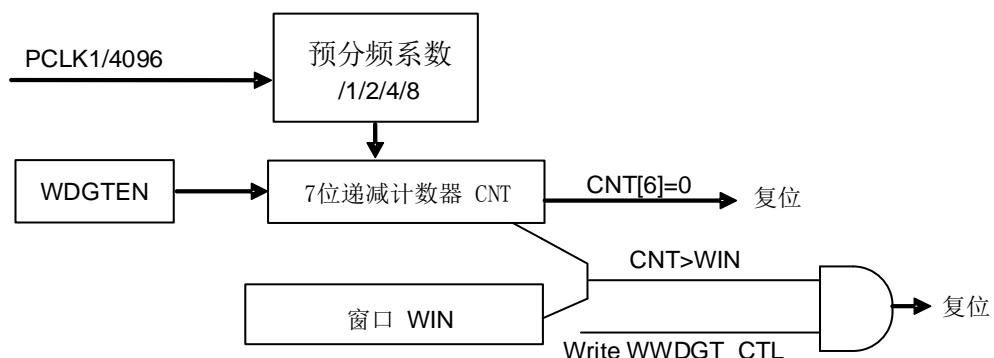 PCLK1/4096
预分频系数
/1/2/4/8
WDGTEN
7位递减计数器 CNT
CNT[6]=0
复位
CNT>WIN
窗口 WIN
复位
Write WWDGT_CTL